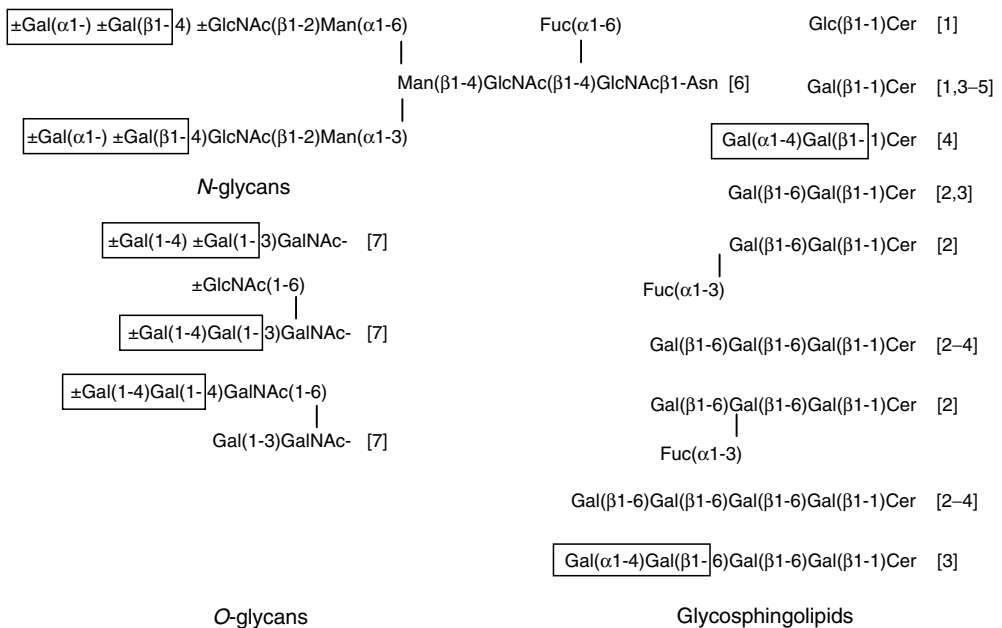 ±Gal(α1-) ±Gal(β1-4) ±GlcNAc(β1-2)Man(α1-6)
Fuc(α1-6)
Man(β1-4)GlcNAc(β1-4)GlcNAcβ1-Asn [6]
±Gal(α1-) ±Gal(β1-4)GlcNAc(β1-2)Man(α1-3)
N-glycans
±Gal(1-4) ±Gal(1-3)GalNAc- [7]
±GlcNAc(1-6)
±Gal(1-4)Gal(1-3)GalNAc- [7]
±Gal(1-4)Gal(1-4)GalNAc(1-6)
Gal(1-3)GalNAc- [7]
O-glycans
Glc(β1-1)Cer [1]
Gal(β1-1)Cer [1,3–5]
Gal(α1-4)Gal(β1-1)Cer [4]
Gal(β1-6)Gal(β1-1)Cer [2,3]
Gal(β1-6)Gal(β1-1)Cer [2]
Fuc(α1-3)
Gal(β1-6)Gal(β1-6)Gal(β1-1)Cer [2–4]
Gal(β1-6)Gal(β1-6)Gal(β1-1)Cer [2]
Fuc(α1-3)
Gal(β1-6)Gal(β1-6)Gal(β1-6)Gal(β1-1)Cer [2–4]
Gal(α1-4)Gal(β1-6)Gal(β1-6)Gal(β1-1)Cer [3]
Glycosphingolipids